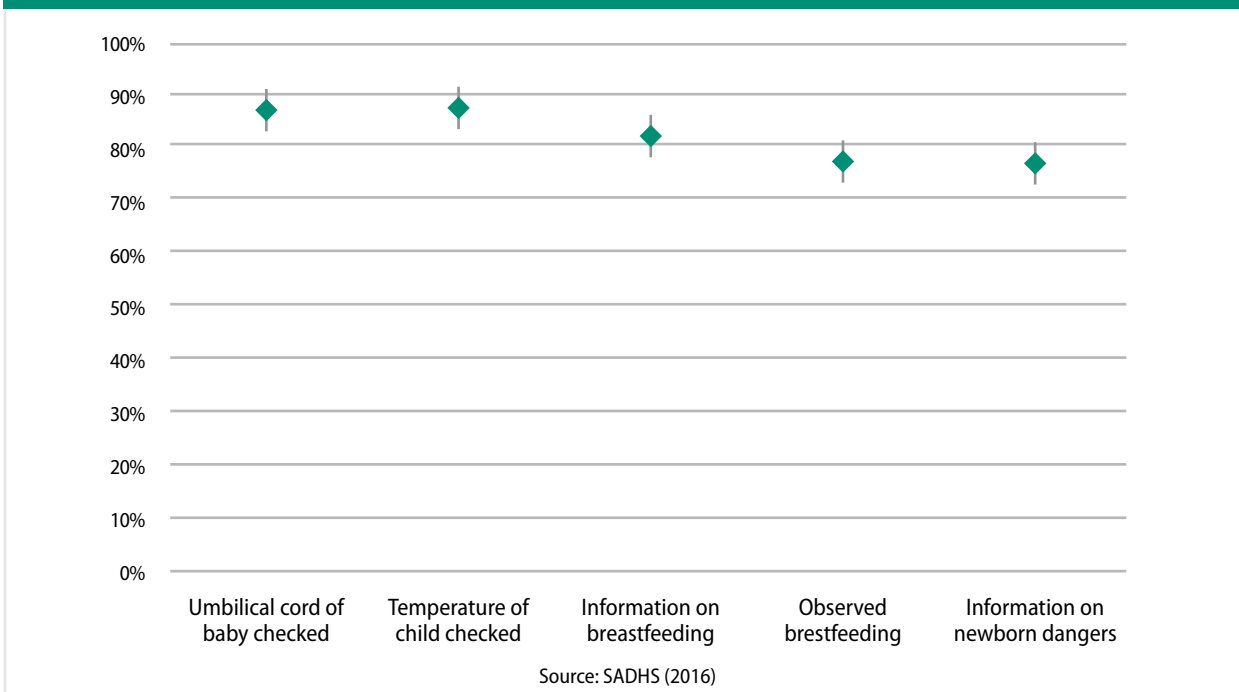 100%
90%
80%
70%
60%
50%
40%
30%
20%
10%
0%
Umbilical cord of
baby checked
Temperature of
child checked
Information on
breastfeeding
Observed
brestfeeding
Information on
newborn dangers
Source: SADHS (2016)